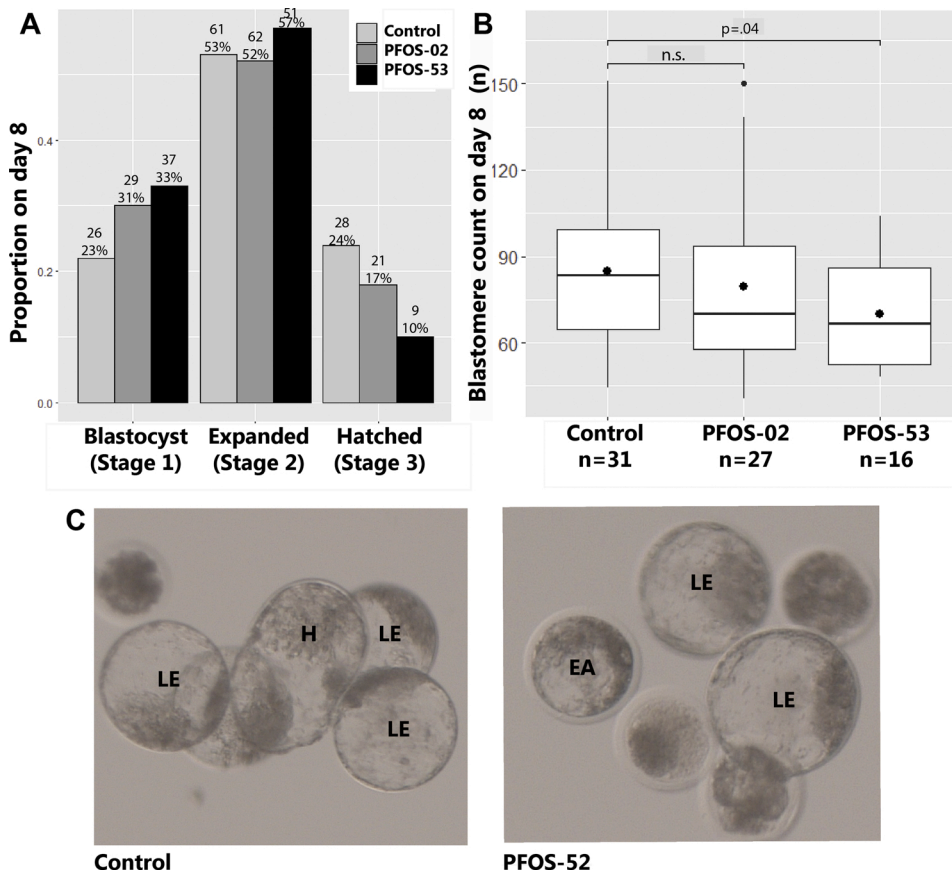 A
Proportion on day 8
0.4
0.2
0.0
26
23%
29
31%
37
33%
61
53%
62
52%
51
57%
28
24%
21
17%
9
10%
Control
PFOS-02
PFOS-53
Blastocyst
(Stage 1)
Expanded
(Stage 2)
Hatched
(Stage 3)
B
Blastomere count on day 8 (n)
150
120
90
60
p=.04
n.s.
Control
n=31
PFOS-02
n=27
PFOS-53
n=16
C
LE
H
LE
LE
Control
LE
EA
LE
PFOS-52